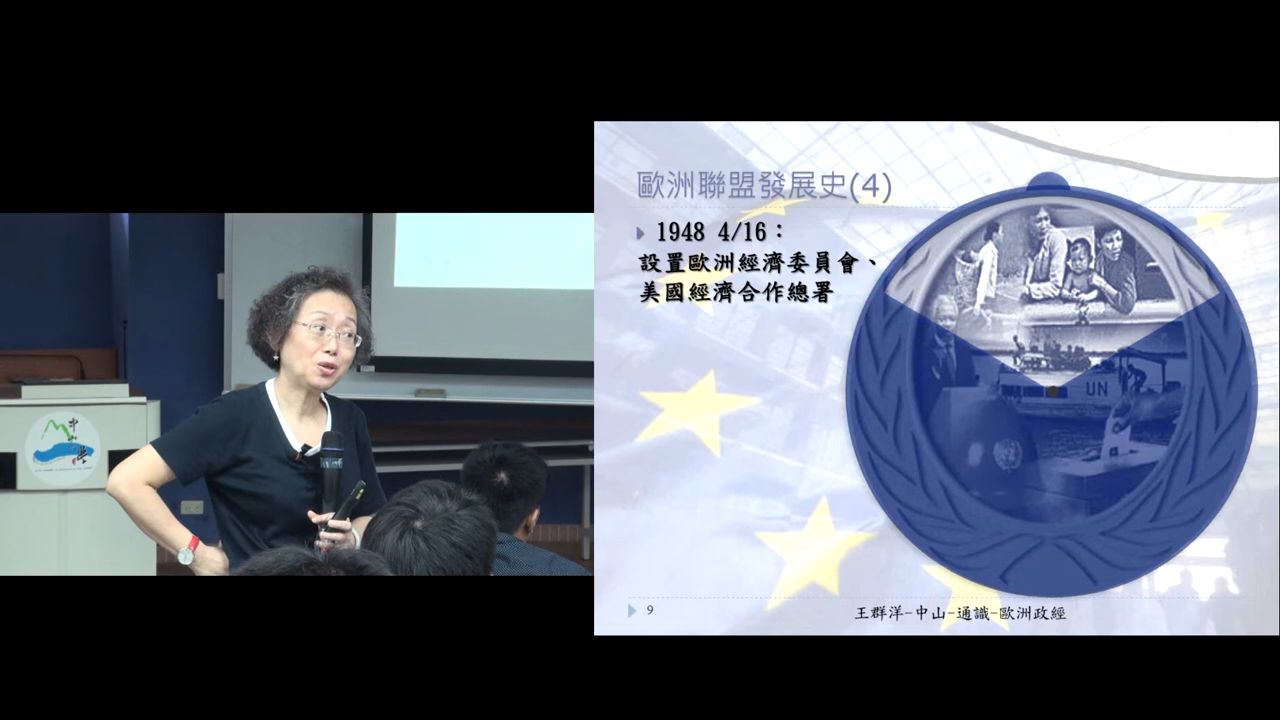 歐洲聯盟發展史(4)
1948 4/16：
設置歐洲經濟委員會、
美國經濟合作總署
UN
9
王群洋-中山-通識-歐洲政經
中山